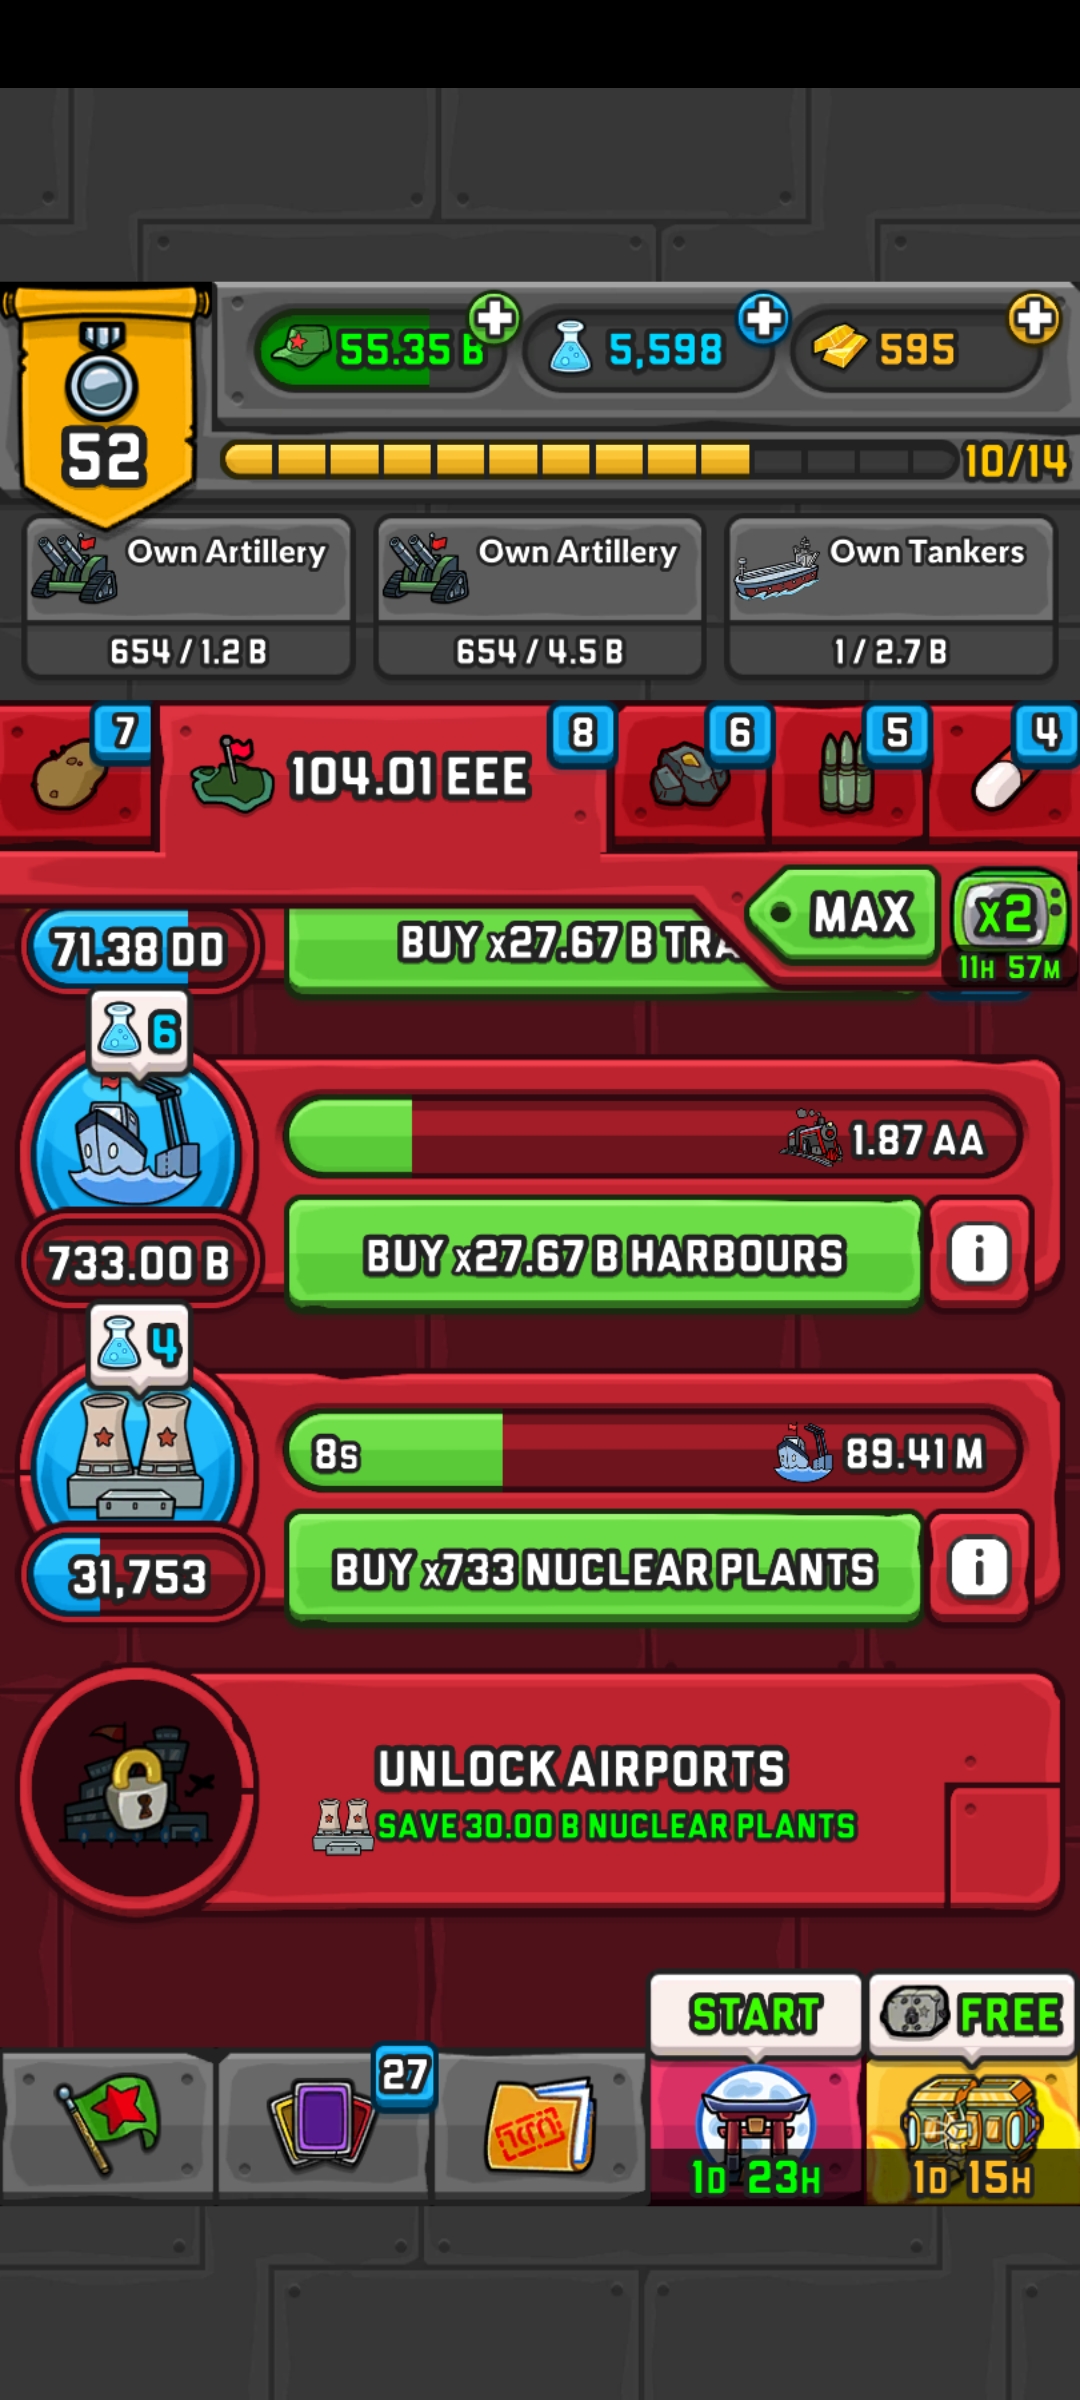 55.35 B
5,598
595
52
10/14
Own Artillery
654 / 1.2 B
Own Artillery
654 / 4.5 B
Own Tankers
1 / 2.7 B
7
104.01 EEE
8
6
5
4
MAX
x2
11H 57M
71.38 DD
BUY x27.67 B TRA
6
1.87 AA
733.00 B
BUY x27.67 B HARBOURS
i
4
8s
89.41 M
31,753
BUY x733 NUCLEAR PLANTS
i
UNLOCK AIRPORTS
SAVE 30.00 B NUCLEAR PLANTS
START
FREE
27
1D 23H
1D 15H